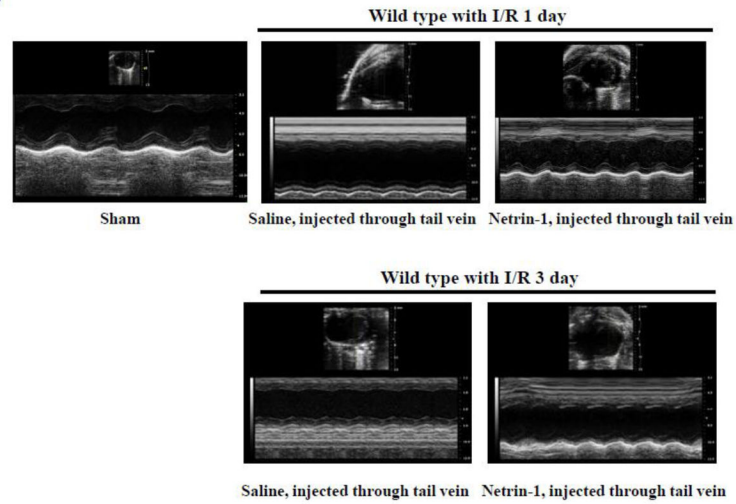 Wild type with I/R 1 day
Sham
Saline, injected through tail vein
Netrin-1, injected through tail vein
Wild type with I/R 3 day
Saline, injected through tail vein
Netrin-1, injected through tail vein